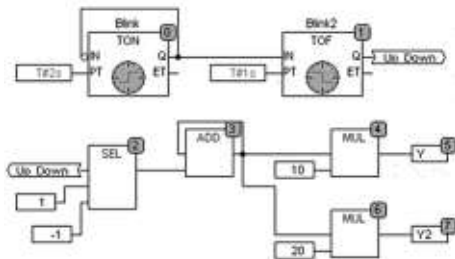 Blink
0
TON
IN
Q
PT
ET
T#2s
Blink2
1
TOF
IN
Q
PT
ET
T#1s
Up_Down
2
SEL
Up_Down
1
-1
3
ADD
4
MUL
10
5
Y
6
MUL
20
7
Y2